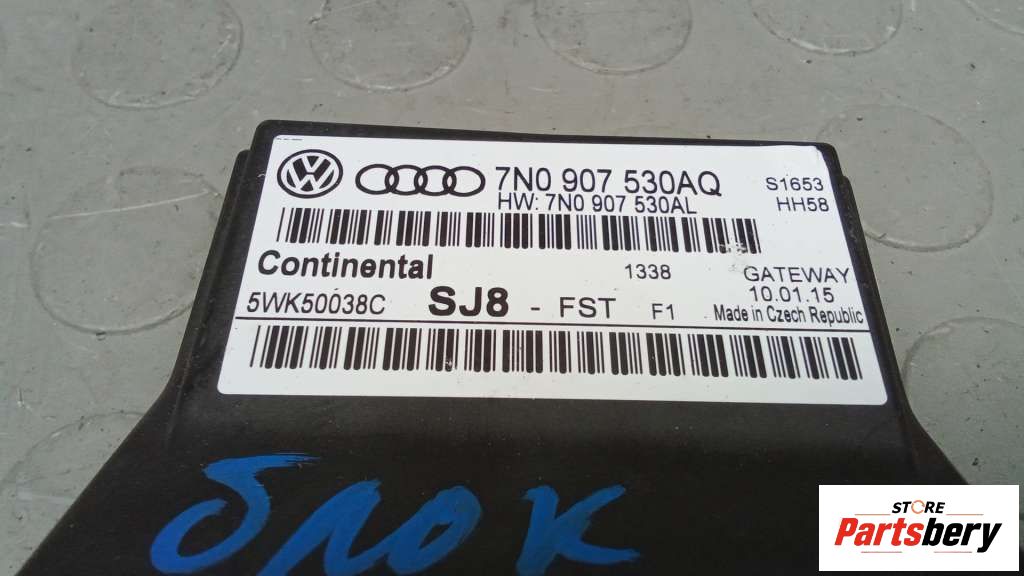 7N0 907 530AQ S1653
HW: 7N0 907 530AL HH58
Continental 1338 GATEWAY
10.01.15
5WK50038C SJ8 - FST F1 Made in Czech Republic
блок
STORE
Partsbery